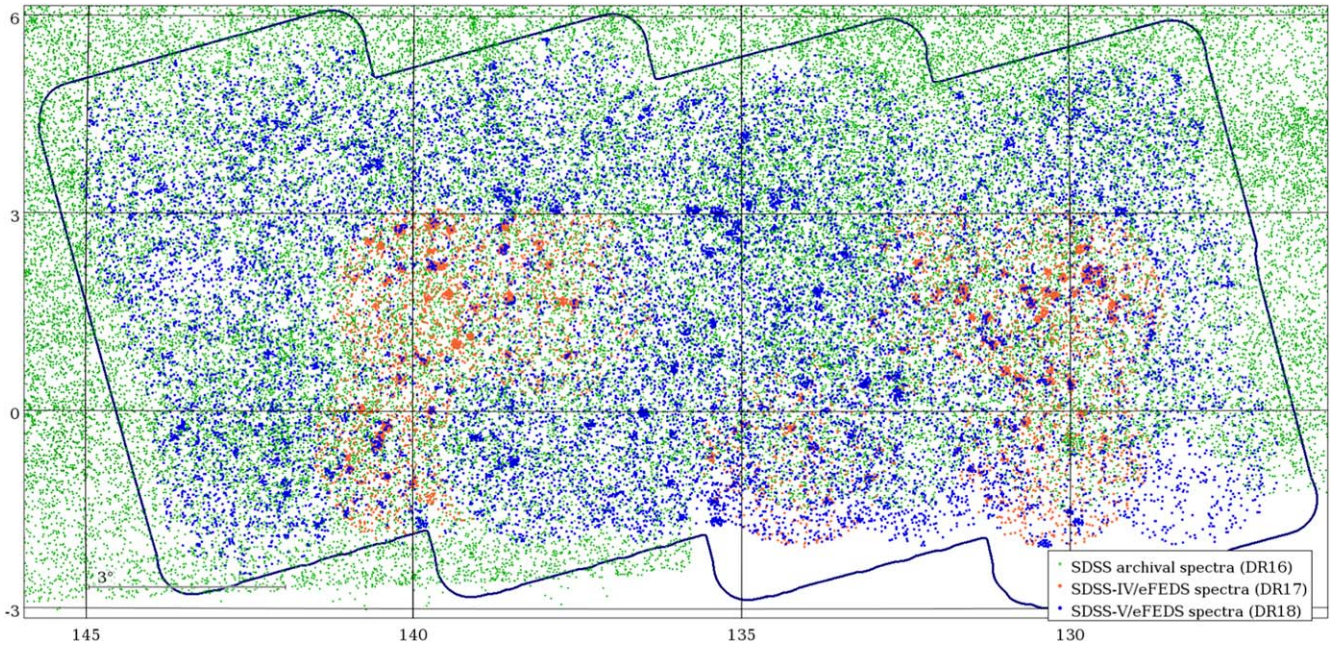 6
3
0
-3
3°
SDSS archival spectra (DR16)
SDSS-IV/eFEDS spectra (DR17)
SDSS-V/eFEDS spectra (DR18)
145 140 135 130